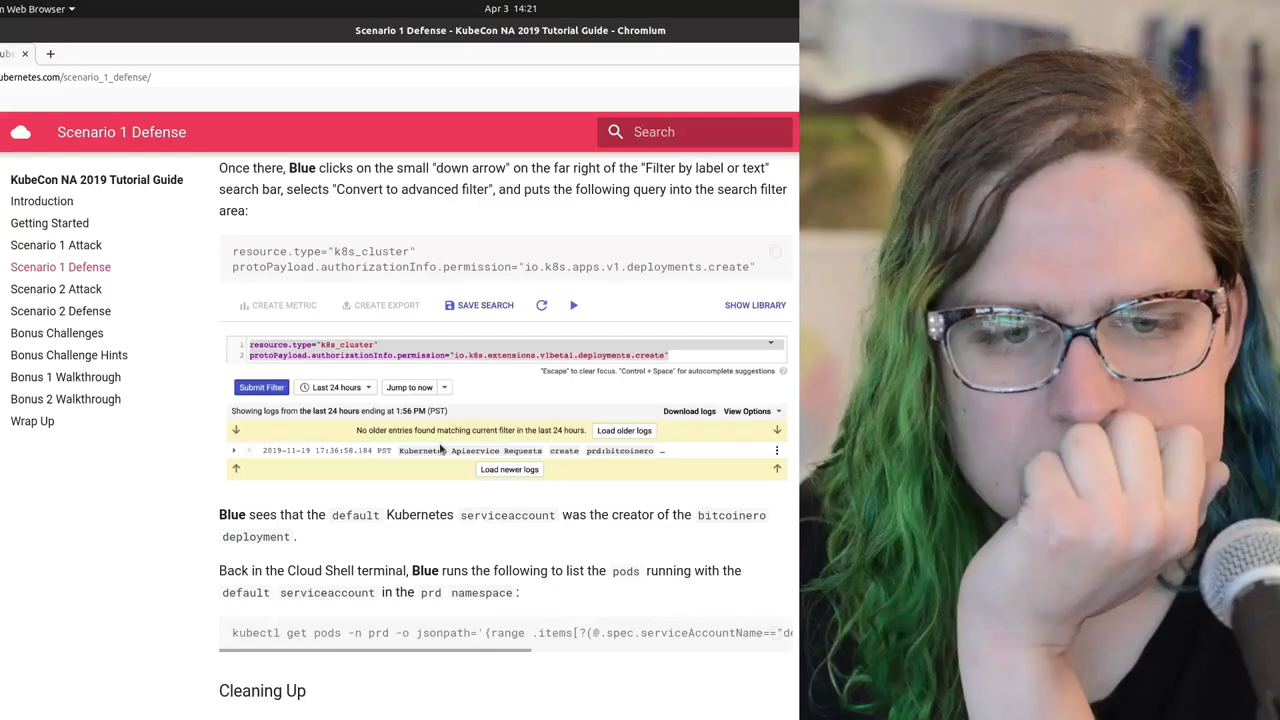 m Web Browser
Apr 3 14:21
Scenario 1 Defense - KubeCon NA 2019 Tutorial Guide - Chromium
ube
ubernetes.com/scenario_1_defense/
Scenario 1 Defense
Search
KubeCon NA 2019 Tutorial Guide
Introduction
Getting Started
Scenario 1 Attack
Scenario 1 Defense
Scenario 2 Attack
Scenario 2 Defense
Bonus Challenges
Bonus Challenge Hints
Bonus 1 Walkthrough
Bonus 2 Walkthrough
Wrap Up
Once there, Blue clicks on the small "down arrow" on the far right of the "Filter by label or text"
search bar, selects "Convert to advanced filter", and puts the following query into the search filter
area:
resource.type="k8s_cluster"
protoPayload.authorizationInfo.permission="io.k8s.apps.v1.deployments.create"
CREATE METRIC CREATE EXPORT SAVE SEARCH SHOW LIBRARY
1 resource.type="k8s_cluster"
2 protoPayload.authorizationInfo.permission="io.k8s.extensions.v1beta1.deployments.create"
"Escape" to clear focus. "Control + Space" for autocomplete suggestions
Submit Filter Last 24 hours Jump to now
Showing logs from the last 24 hours ending at 1:56 PM (PST) Download logs View Options
No older entries found matching current filter in the last 24 hours. Load older logs
2019-11-19 17:36:58.184 PST Kubernetes Apiservice Requests create prd:bitcoinero …
Load newer logs
Blue sees that the default Kubernetes serviceaccount was the creator of the bitcoinero
deployment .
Back in the Cloud Shell terminal, Blue runs the following to list the pods running with the
default serviceaccount in the prd namespace :
kubectl get pods -n prd -o jsonpath='{range .items[?(@.spec.serviceAccountName=="de
Cleaning Up